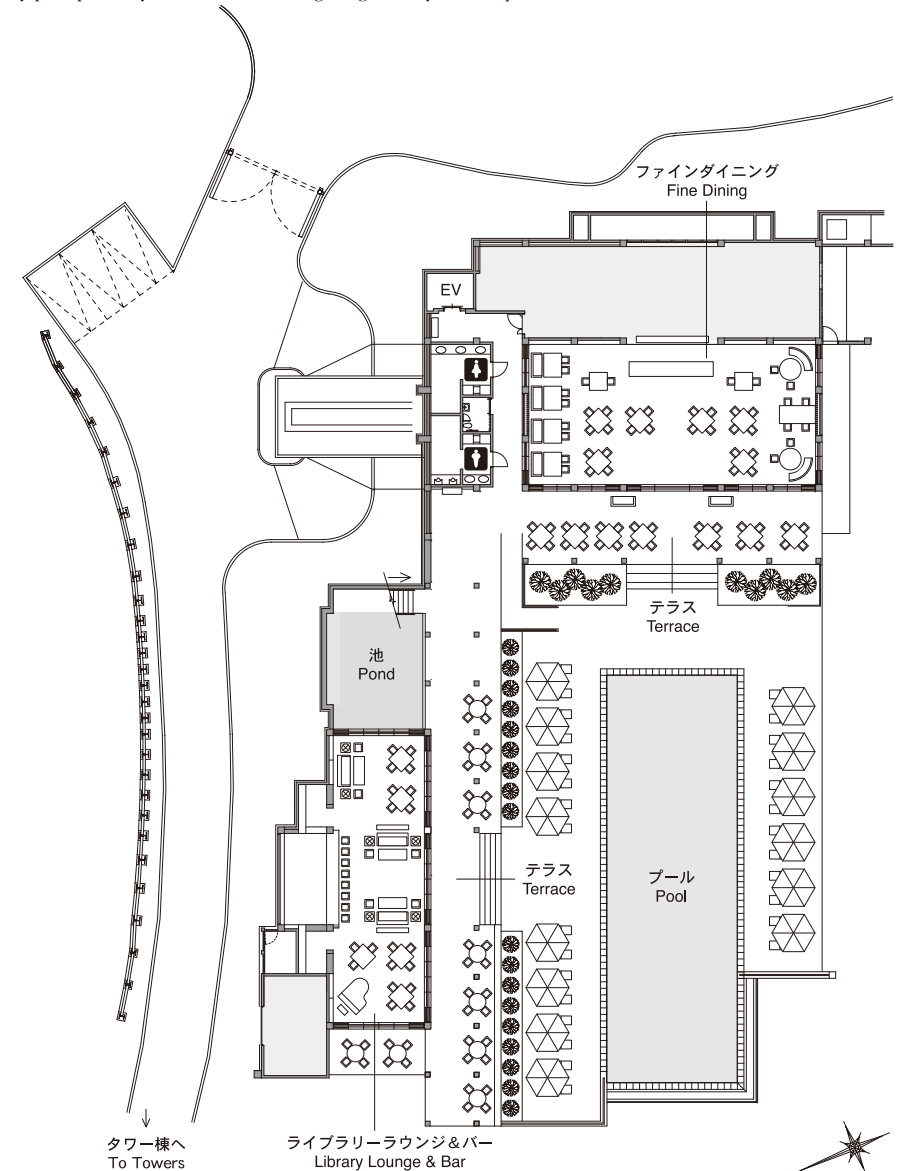 ファインダイニング
Fine Dining
EV
テラス
Terrace
池
Pond
テラス
Terrace
プール
Pool
タワー棟へ
To Towers
ライブラリーラウンジ&バー
Library Lounge & Bar